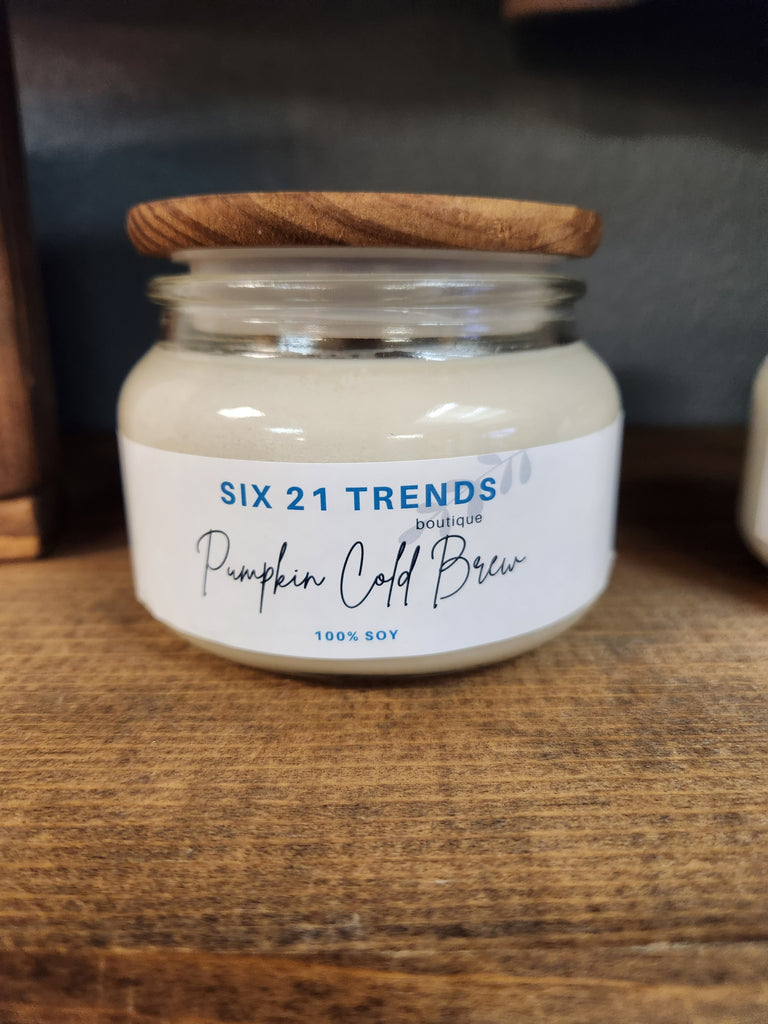 SIX 21 TRENDS
boutique
Pumpkin Cold Brew
100% SOY